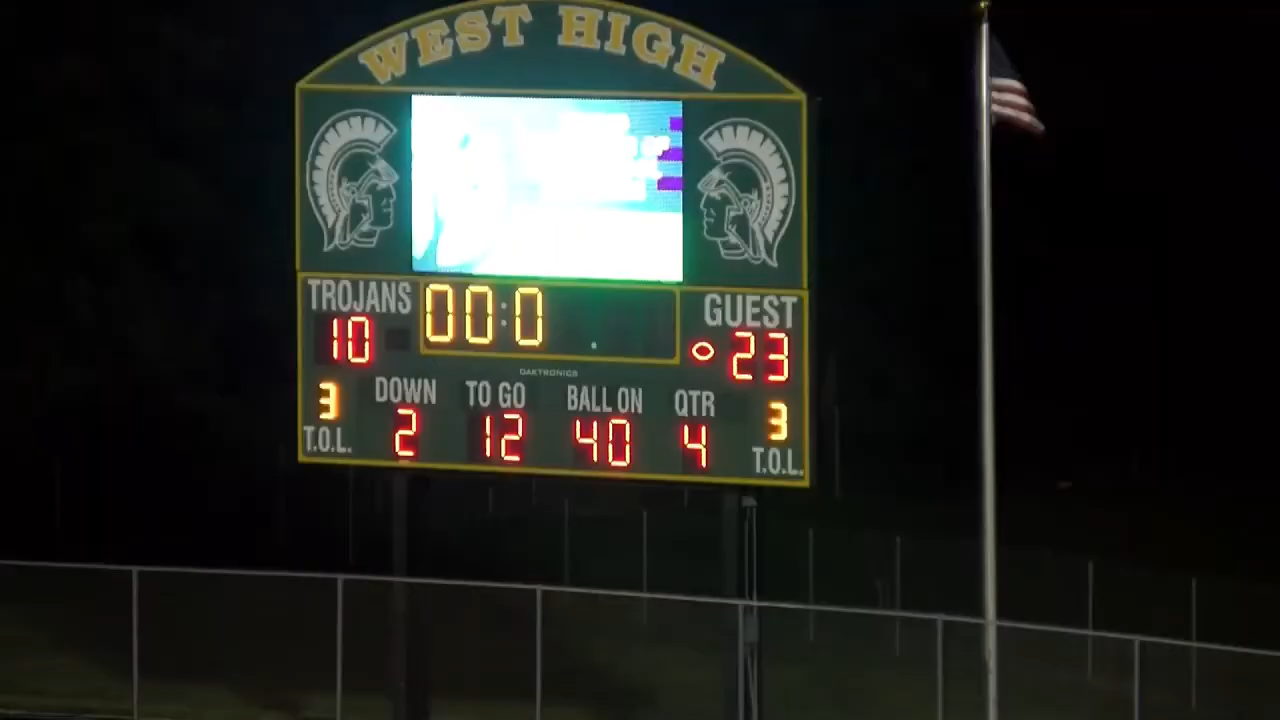 WEST HIGH
TROJANS 00:0 GUEST
10 23
DAKTRONICS
3 DOWN TO GO BALL ON QTR 3
T.O.L. 2 12 40 4 T.O.L.